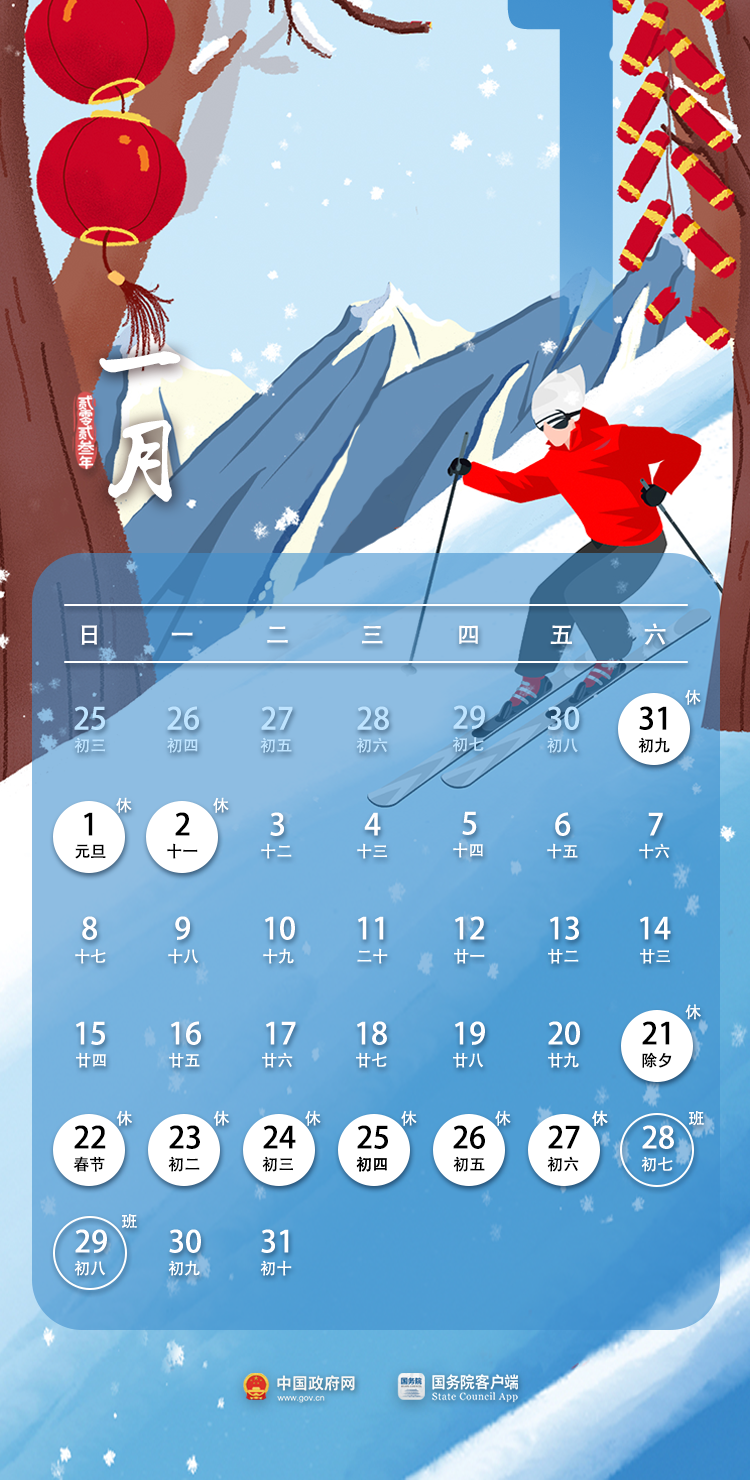 1
一月
贰零贰叁年
日 一 二 三 四 五 六
25 26 27 28 29 30 31 休
初三 初四 初五 初六 初七 初八 初九
1 休 2 休 3 4 5 6 7
元旦 十一 十二 十三 十四 十五 十六
8 9 10 11 12 13 14
十七 十八 十九 二十 廿一 廿二 廿三
15 16 17 18 19 20 21 休
廿四 廿五 廿六 廿七 廿八 廿九 除夕
22 休 23 休 24 休 25 休 26 休 27 休 28 班
春节 初二 初三 初四 初五 初六 初七
29 班 30 31
初八 初九 初十
中国政府网 国务院 国务院客户端
www.gov.cn State Council App